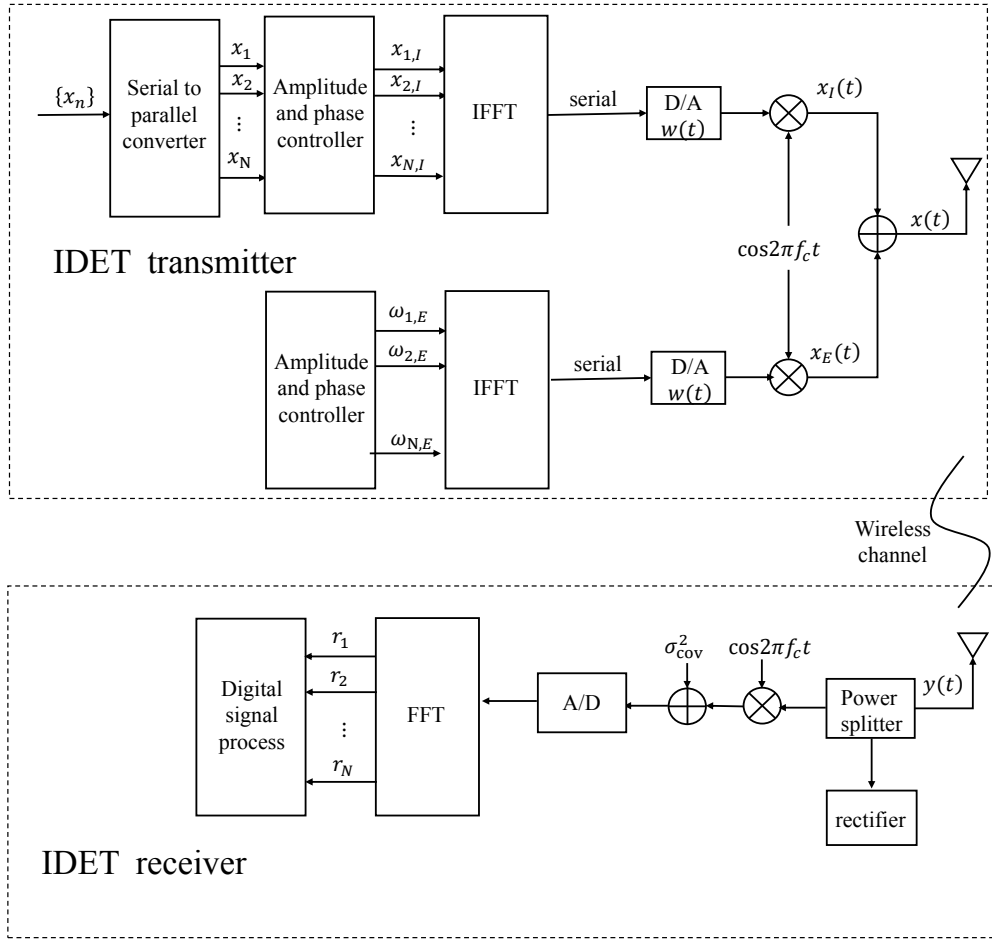 {x_n}
Serial to
parallel
converter
x_1
x_2
⋮
x_N
Amplitude
and phase
controller
x_{1,I}
x_{2,I}
⋮
x_{N,I}
IFFT
serial
D/A
w(t)
x_I(t)
cos2πf_ct
x(t)
IDET transmitter
Amplitude
and phase
controller
ω_{1,E}
ω_{2,E}
ω_{N,E}
IFFT
serial
D/A
w(t)
x_E(t)
Wireless
channel
Digital
signal
process
r_1
r_2
⋮
r_N
FFT
A/D
σ²_cov
cos2πf_ct
Power
splitter
y(t)
rectifier
IDET receiver